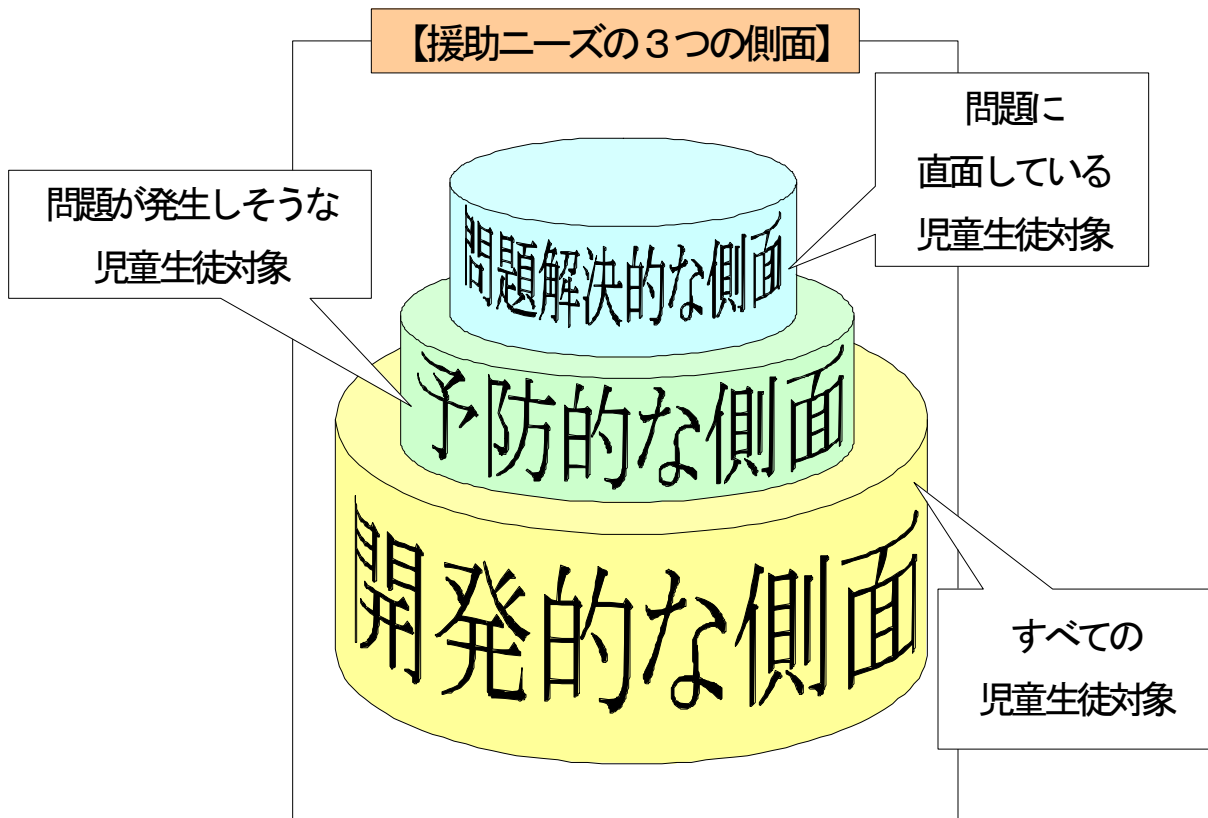 【援助ニーズの３つの側面】
問題に
直面している
児童生徒対象
問題が発生しそうな
児童生徒対象
問題解決的な側面
予防的な側面
開発的な側面
すべての
児童生徒対象